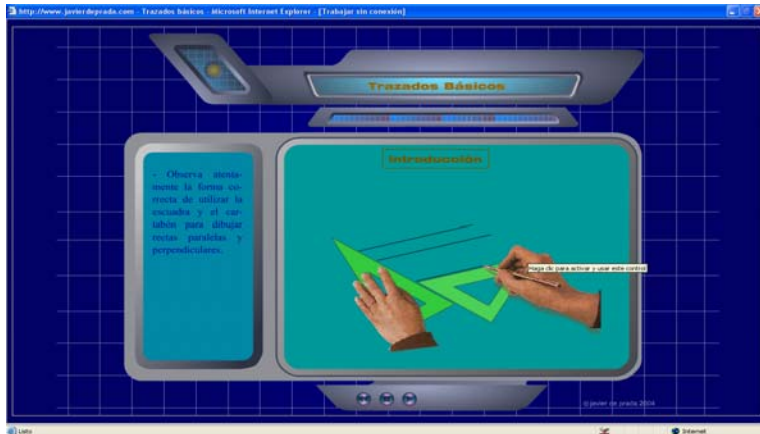 http://www.javierdeprada.com - Trazados básicos - Microsoft Internet Explorer - [Trabajar sin conexión]
Trazados Básicos
Introducción
- Observa atenta-
mente la forma co-
rrecta de utilizar la
escuadra y el car-
tabón para dibujar
rectas paralelas y
perpendiculares.
Haga clic para activar y usar este control
© javier de prada 2004
Listo
Internet